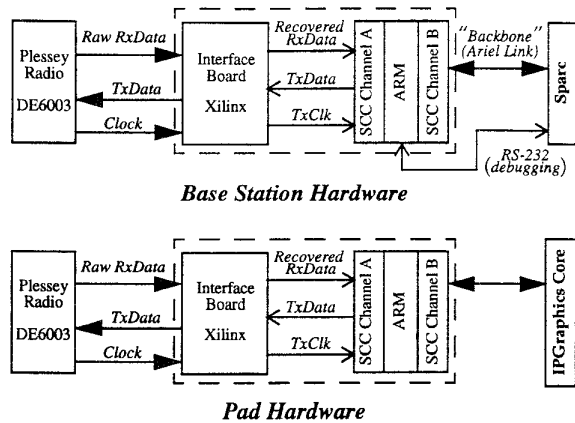 Plessey
Radio
DE6003
Raw RxData
TxData
Clock
Interface
Board
Xilinx
Recovered
RxData
TxData
TxClk
SCC Channel A
ARM
SCC Channel B
"Backbone"
(Ariel Link)
RS-232
(debugging)
Sparc
Base Station Hardware
Plessey
Radio
DE6003
Raw RxData
TxData
Clock
Interface
Board
Xilinx
Recovered
RxData
TxData
TxClk
SCC Channel A
ARM
SCC Channel B
IPGraphics Core
Pad Hardware